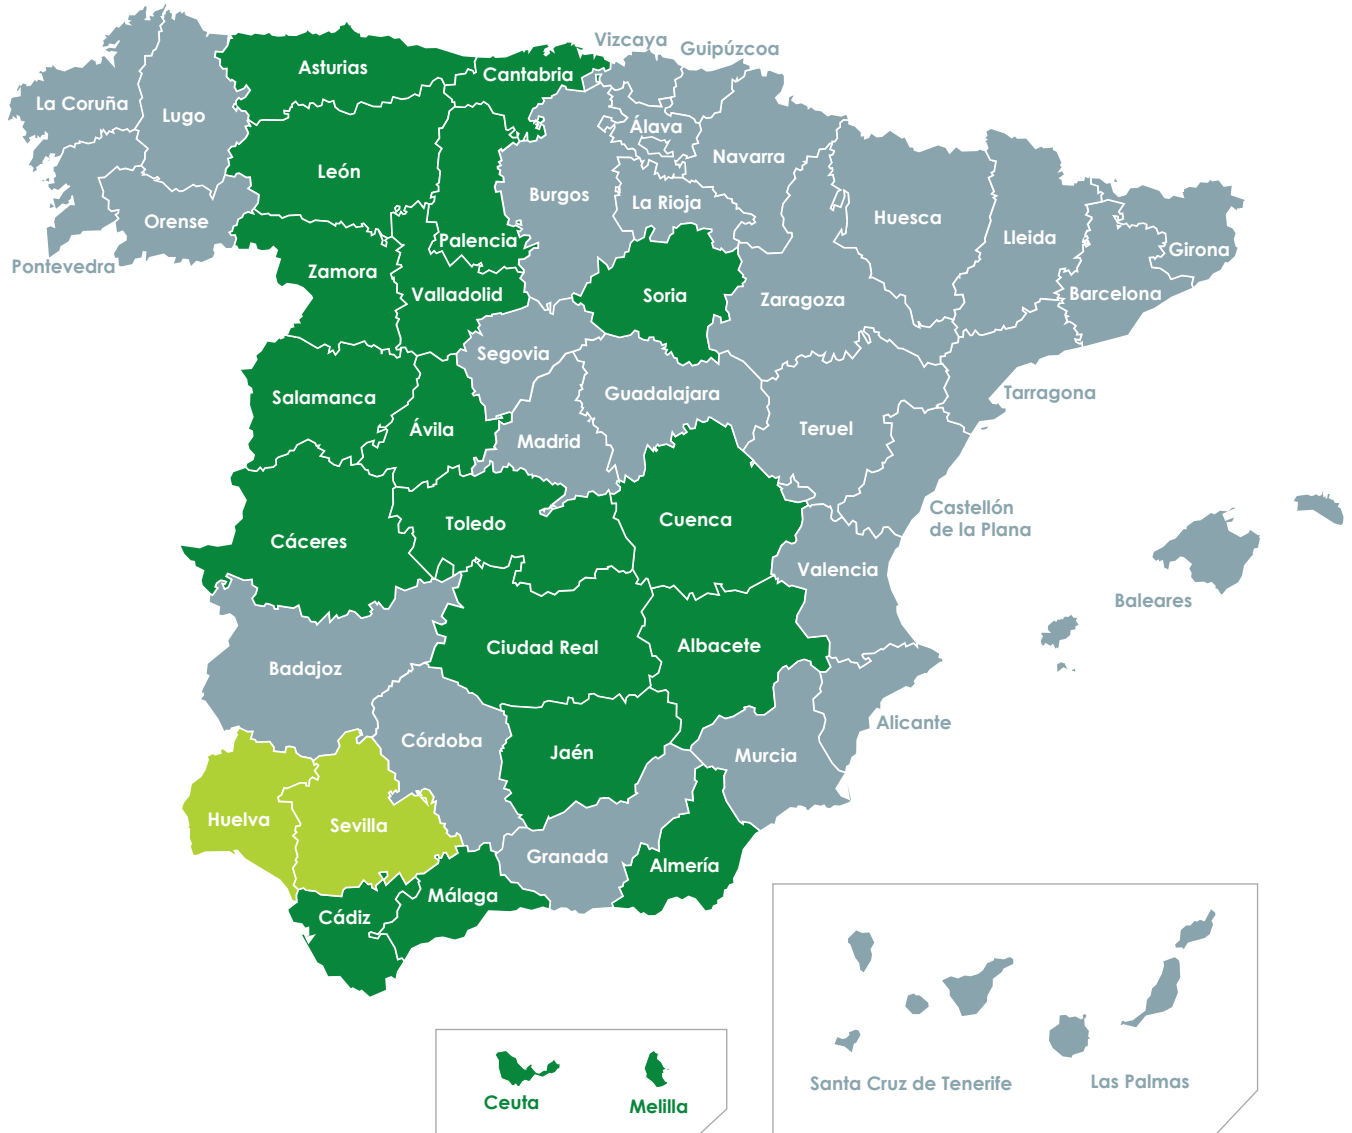 Vizcaya
Guipúzcoa
Asturias
Cantabria
La Coruña
Lugo
Álava
Navarra
León
Burgos
La Rioja
Huesca
Orense
Palencia
Lleida
Girona
Pontevedra
Zamora
Valladolid
Soria
Zaragoza
Barcelona
Segovia
Salamanca
Guadalajara
Tarragona
Ávila
Madrid
Teruel
Cáceres
Toledo
Cuenca
Castellón
de la Plana
Valencia
Baleares
Badajoz
Ciudad Real
Albacete
Córdoba
Jaén
Murcia
Alicante
Huelva
Sevilla
Granada
Almería
Málaga
Cádiz
Santa Cruz de Tenerife
Las Palmas
Ceuta
Melilla